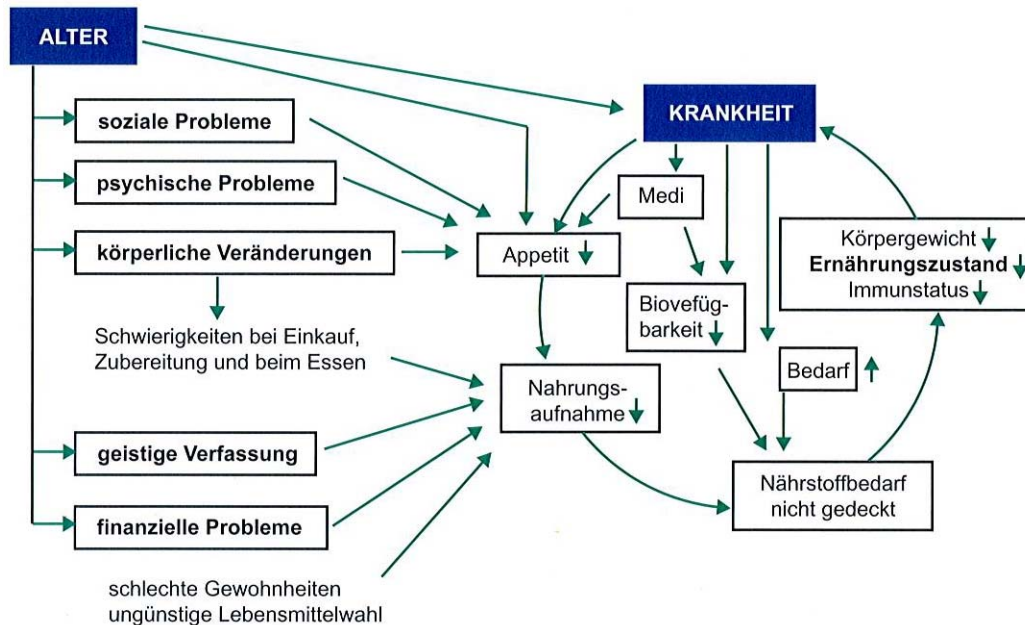 ALTER
KRANKHEIT
soziale Probleme
psychische Probleme
körperliche Veränderungen
Schwierigkeiten bei Einkauf,
Zubereitung und beim Essen
geistige Verfassung
finanzielle Probleme
schlechte Gewohnheiten
ungünstige Lebensmittelwahl
Medi
Appetit
Biovefüg-
barkeit
Bedarf
Nahrungs-
aufnahme
Nährstoffbedarf
nicht gedeckt
Körpergewicht
Ernährungszustand
Immunstatus